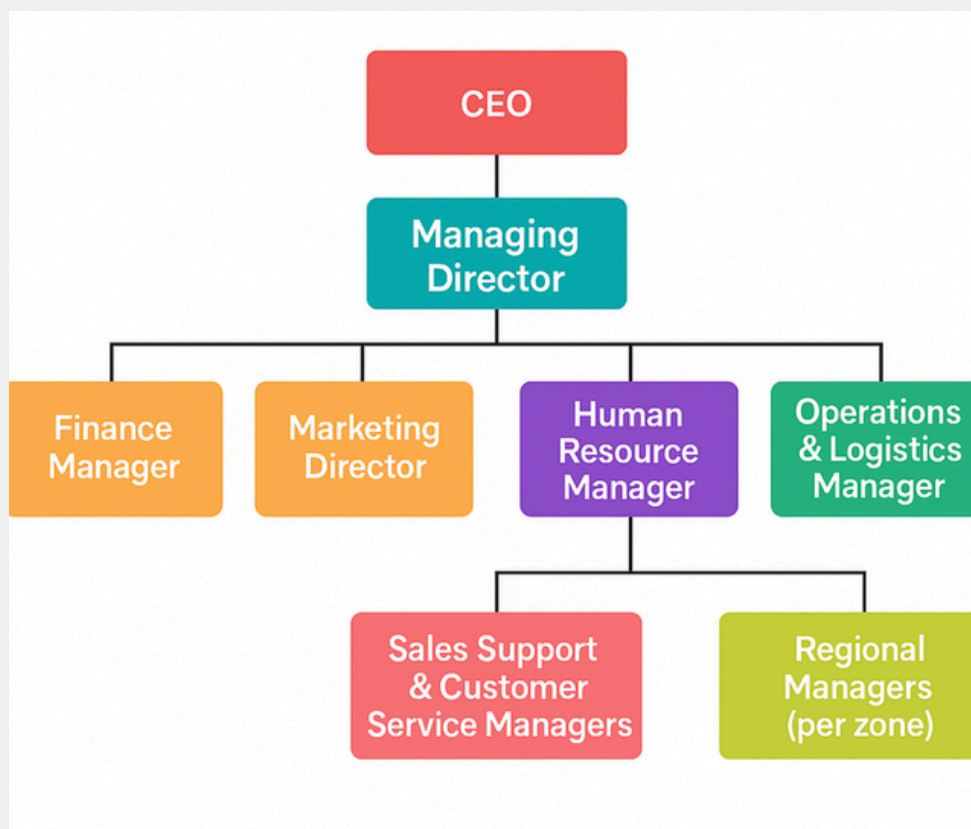 CEO
Managing
Director
Finance
Manager
Marketing
Director
Human
Resource
Manager
Operations
& Logistics
Manager
Sales Support
& Customer
Service Managers
Regional
Managers
(per zone)